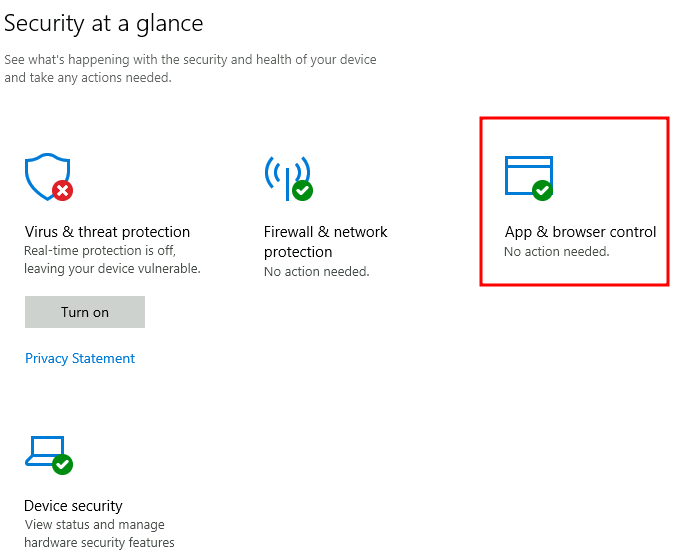 Security at a glance
See what's happening with the security and health of your device
and take any actions needed.
Virus & threat protection
Real-time protection is off,
leaving your device vulnerable.
Turn on
Privacy Statement
Firewall & network
protection
No action needed.
App & browser control
No action needed.
Device security
View status and manage
hardware security features